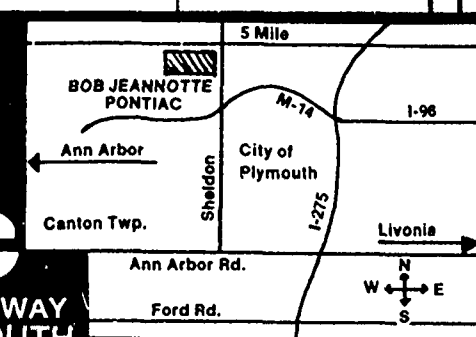 5 Mile
BOB JEANNOTTE
PONTIAC
M-14
I-96
Ann Arbor
City of
Plymouth
Sheldon
I-275
Canton Twp.
Livonia
Ann Arbor Rd.
N
W E
S
Ford Rd.
WAY
OUTH